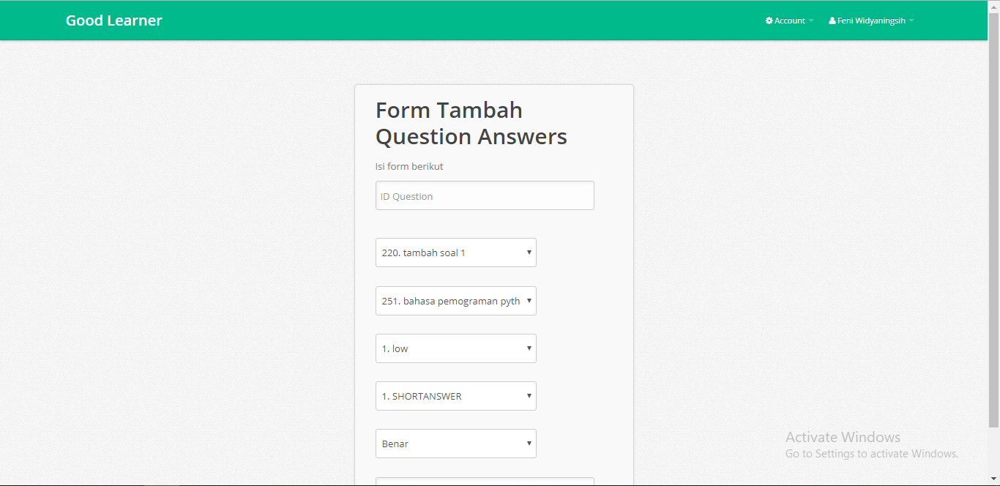 Good Learner
Account
Feni Widyaningsih
Form Tambah
Question Answers
Isi form berikut
ID Question
220. tambah soal 1
251. bahasa pemograman pyth
1. low
1. SHORTANSWER
Benar
Activate Windows
Go to Settings to activate Windows.